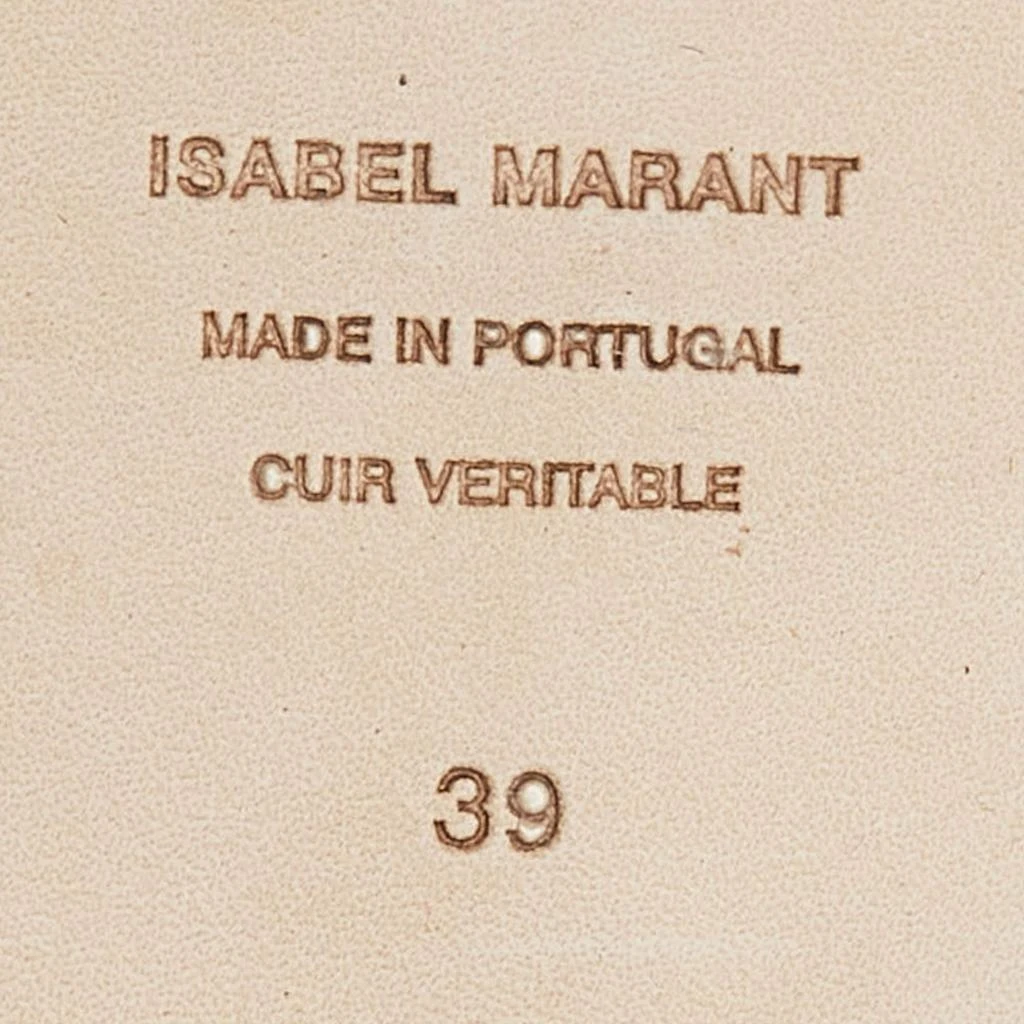 ISABEL MARANT
MADE IN PORTUGAL
CUIR VERITABLE
39